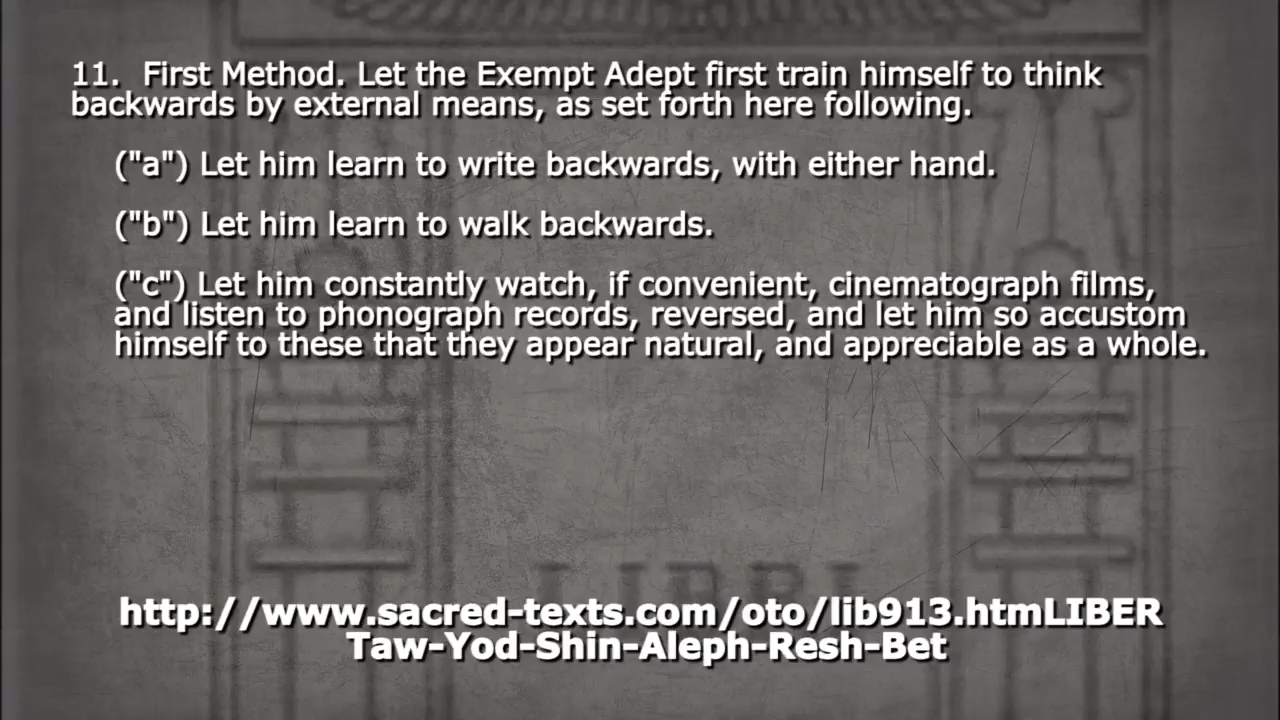 11.  First Method. Let the Exempt Adept first train himself to think
backwards by external means, as set forth here following.
("a") Let him learn to write backwards, with either hand.
("b") Let him learn to walk backwards.
("c") Let him constantly watch, if convenient, cinematograph films,
and listen to phonograph records, reversed, and let him so accustom
himself to these that they appear natural, and appreciable as a whole.
LIBRI
http://www.sacred-texts.com/oto/lib913.htmLIBER
Taw-Yod-Shin-Aleph-Resh-Bet